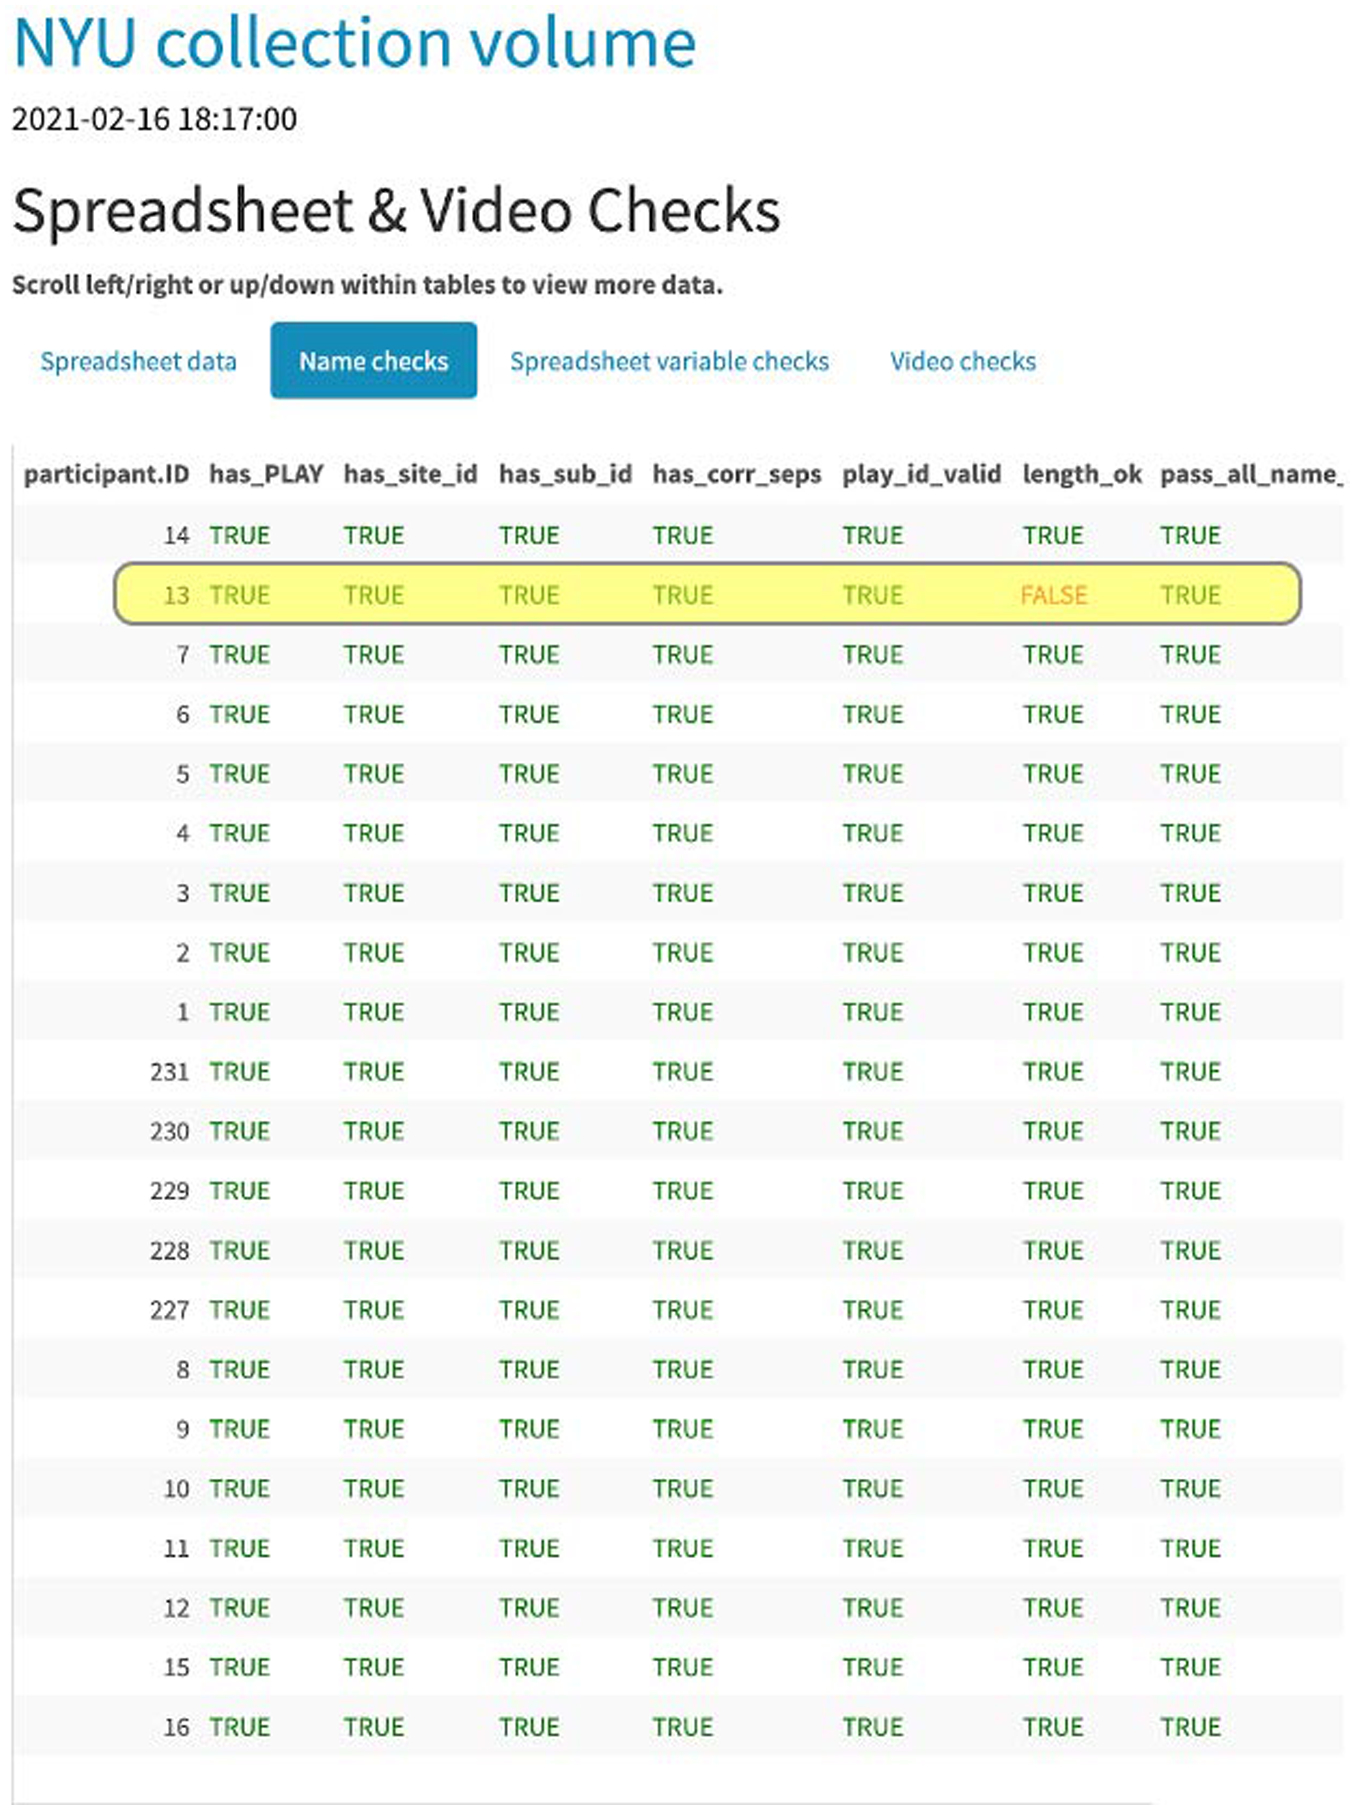 NYU collection volume
2021-02-16 18:17:00
Spreadsheet & Video Checks
Scroll left/right or up/down within tables to view more data.
Spreadsheet data Name checks Spreadsheet variable checks Video checks
participant.ID has_PLAY has_site_id has_sub_id has_corr_seps play_id_valid length_ok pass_all_name_
14 TRUE TRUE TRUE TRUE TRUE TRUE TRUE
13 TRUE TRUE TRUE TRUE TRUE FALSE TRUE
7 TRUE TRUE TRUE TRUE TRUE TRUE TRUE
6 TRUE TRUE TRUE TRUE TRUE TRUE TRUE
5 TRUE TRUE TRUE TRUE TRUE TRUE TRUE
4 TRUE TRUE TRUE TRUE TRUE TRUE TRUE
3 TRUE TRUE TRUE TRUE TRUE TRUE TRUE
2 TRUE TRUE TRUE TRUE TRUE TRUE TRUE
1 TRUE TRUE TRUE TRUE TRUE TRUE TRUE
231 TRUE TRUE TRUE TRUE TRUE TRUE TRUE
230 TRUE TRUE TRUE TRUE TRUE TRUE TRUE
229 TRUE TRUE TRUE TRUE TRUE TRUE TRUE
228 TRUE TRUE TRUE TRUE TRUE TRUE TRUE
227 TRUE TRUE TRUE TRUE TRUE TRUE TRUE
8 TRUE TRUE TRUE TRUE TRUE TRUE TRUE
9 TRUE TRUE TRUE TRUE TRUE TRUE TRUE
10 TRUE TRUE TRUE TRUE TRUE TRUE TRUE
11 TRUE TRUE TRUE TRUE TRUE TRUE TRUE
12 TRUE TRUE TRUE TRUE TRUE TRUE TRUE
15 TRUE TRUE TRUE TRUE TRUE TRUE TRUE
16 TRUE TRUE TRUE TRUE TRUE TRUE TRUE